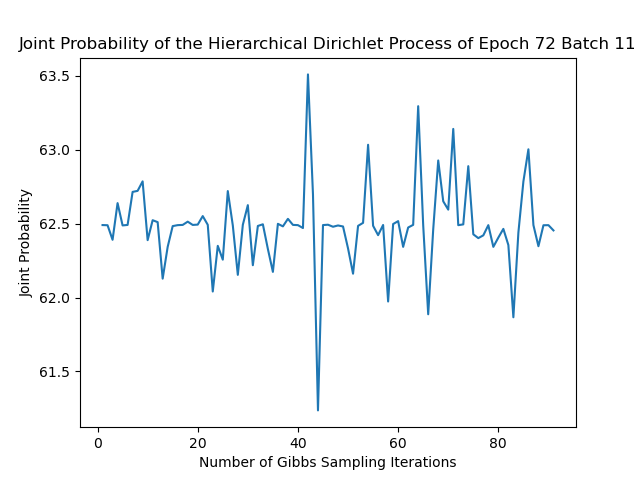 Joint Probability of the Hierarchical Dirichlet Process of Epoch 72 Batch 11
63.5
63.0
62.5
62.0
61.5
Joint Probability
0 20 40 60 80
Number of Gibbs Sampling Iterations